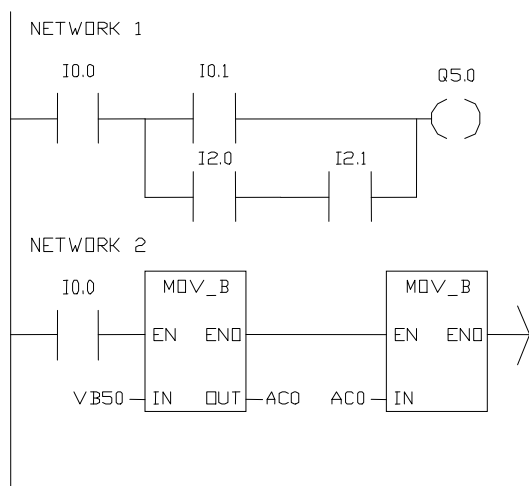 NETWORK 1
I0.0 I0.1 Q5.0
I2.0 I2.1
NETWORK 2
I0.0 MOV_B MOV_B
EN ENO EN ENO
VB50 IN OUT AC0 AC0 IN